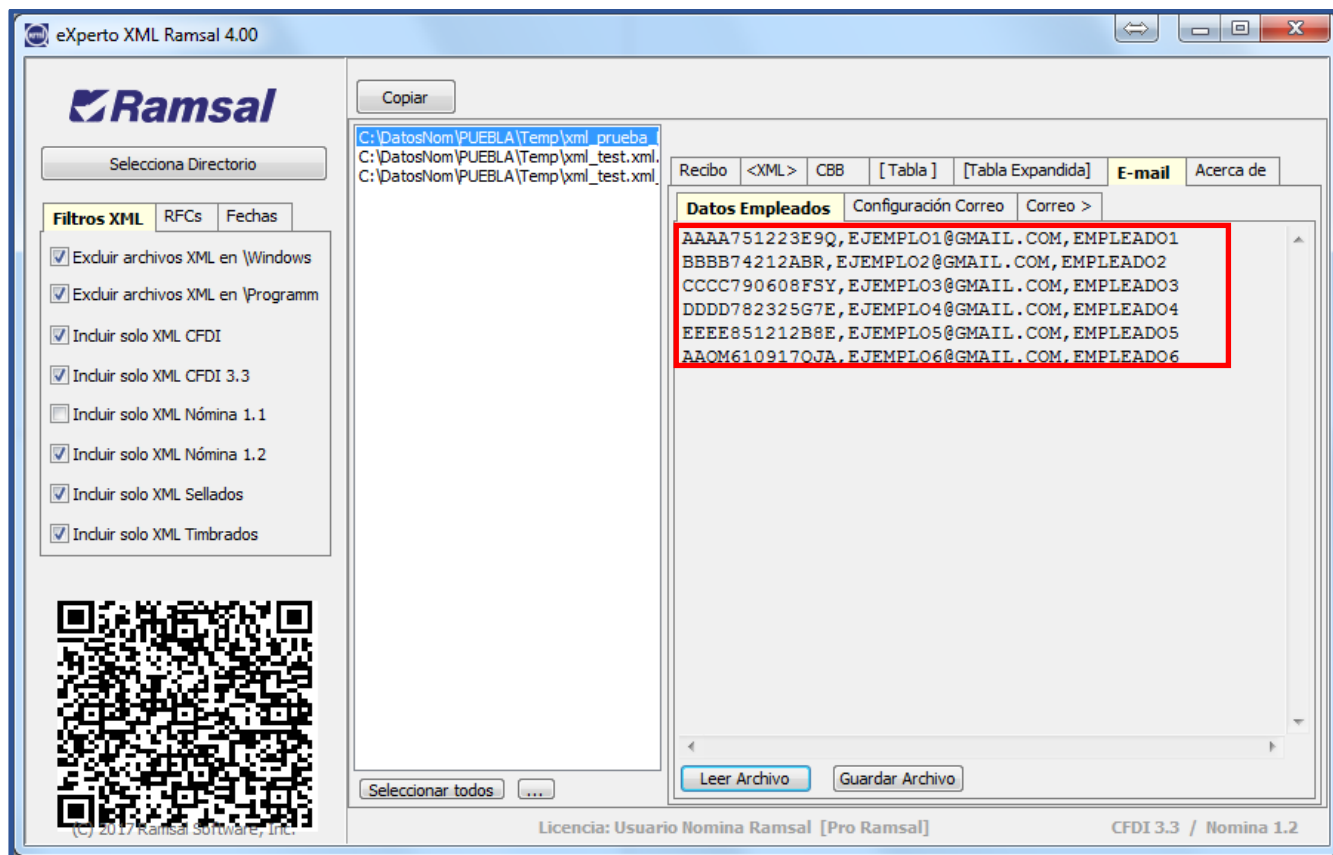 eXperto XML Ramsal 4.00
Ramsal
Selecciona Directorio
Filtros XML RFCs Fechas
Excluir archivos XML en \Windows
Excluir archivos XML en \Programm
Incluir solo XML CFDI
Incluir solo XML CFDI 3.3
Incluir solo XML Nómina 1.1
Incluir solo XML Nómina 1.2
Incluir solo XML Sellados
Incluir solo XML Timbrados
(C) 2017 Ramsal Software, Inc.
Copiar
C:\DatosNom\PUEBLA\Temp\xml_prueba_
C:\DatosNom\PUEBLA\Temp\xml_test.xml.
C:\DatosNom\PUEBLA\Temp\xml_test.xml_
Seleccionar todos ...
Recibo <XML> CBB [ Tabla ] [Tabla Expandida] E-mail Acerca de
Datos Empleados Configuración Correo Correo >
AAAA751223E9Q,EJEMPLO1@GMAIL.COM,EMPLEADO1
BBBB74212ABR,EJEMPLO2@GMAIL.COM,EMPLEADO2
CCCC790608FSY,EJEMPLO3@GMAIL.COM,EMPLEADO3
DDDD782325G7E,EJEMPLO4@GMAIL.COM,EMPLEADO4
EEEE851212B8E,EJEMPLO5@GMAIL.COM,EMPLEADO5
AAOM610917QJA,EJEMPLO6@GMAIL.COM,EMPLEADO6
Leer Archivo Guardar Archivo
Licencia: Usuario Nomina Ramsal [Pro Ramsal] CFDI 3.3 / Nomina 1.2